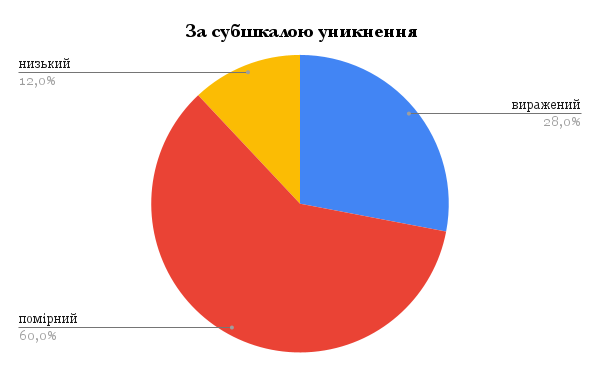 За субшкалою уникнення
низький
12,0%
виражений
28,0%
помірний
60,0%